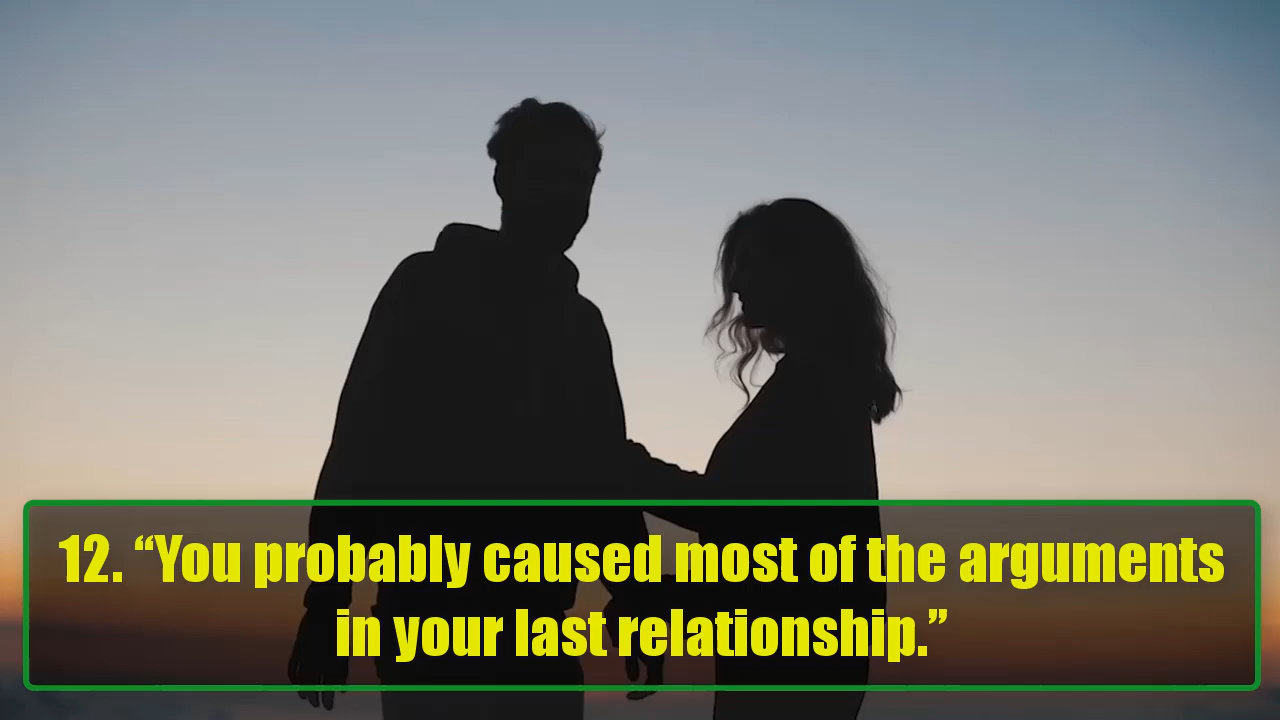 12. “You probably caused most of the arguments
in your last relationship.”